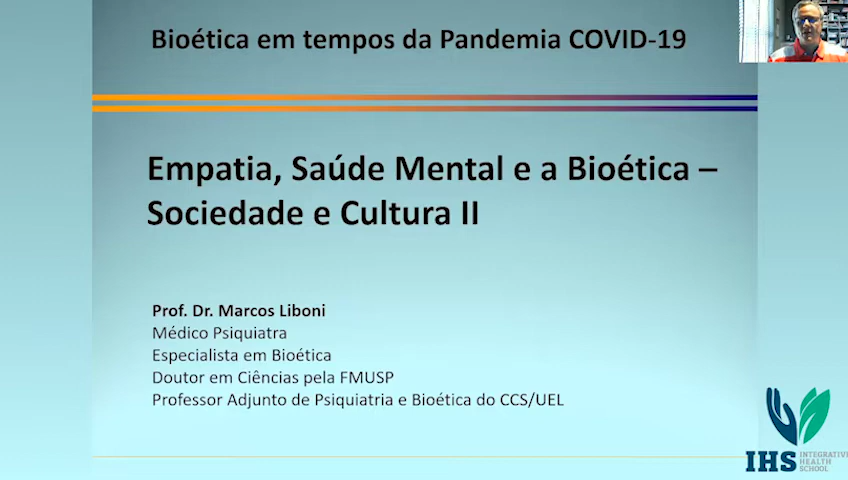 Bioética em tempos da Pandemia COVID-19
Empatia, Saúde Mental e a Bioética –
Sociedade e Cultura II
Prof. Dr. Marcos Liboni
Médico Psiquiatra
Especialista em Bioética
Doutor em Ciências pela FMUSP
Professor Adjunto de Psiquiatria e Bioética do CCS/UEL
IHS
INTEGRATIVE
HEALTH
SCHOOL